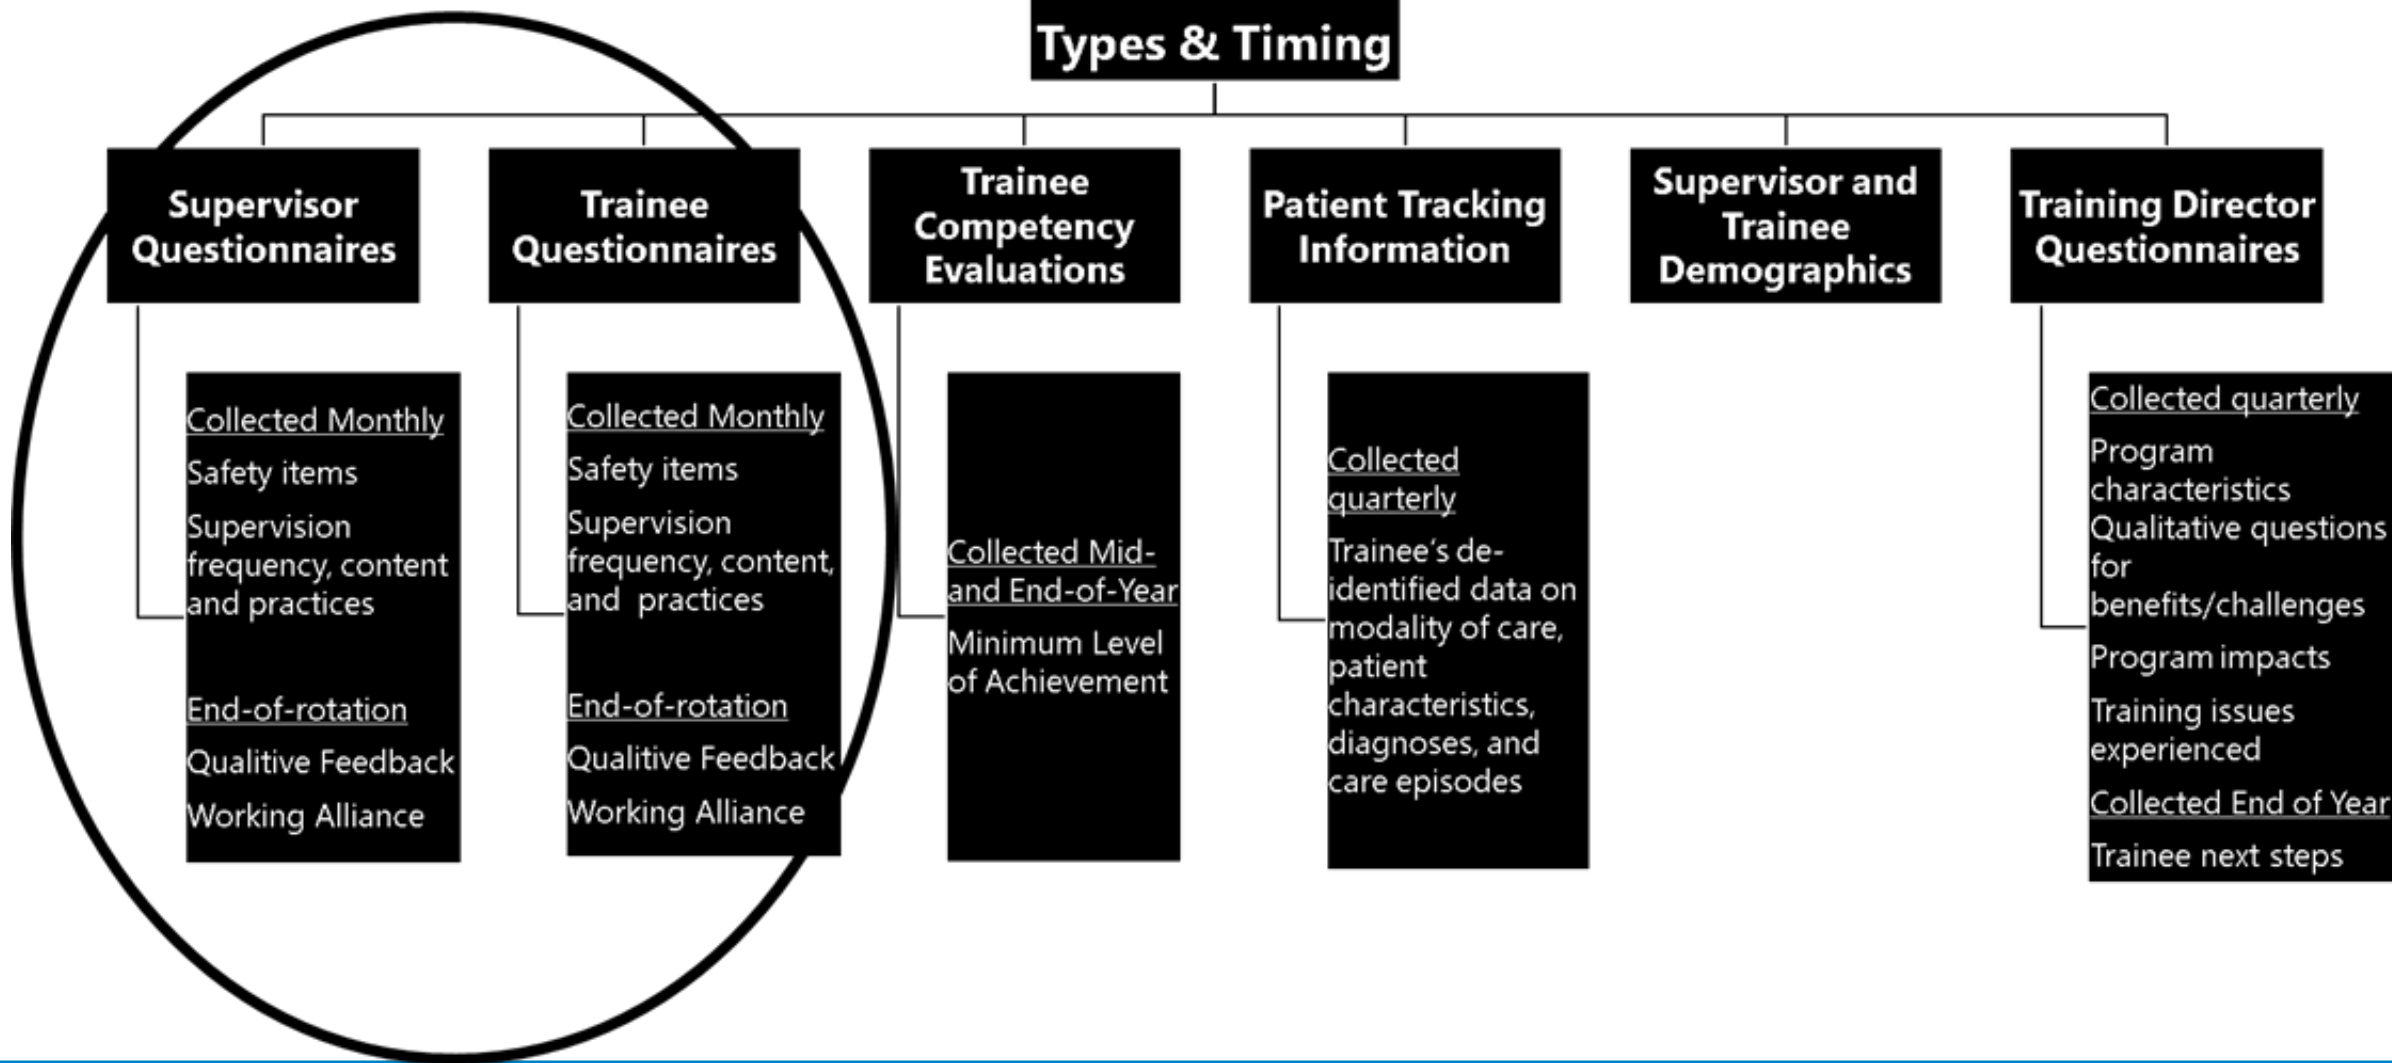 Types & Timing
Supervisor
Questionnaires
Trainee
Questionnaires
Trainee
Competency
Evaluations
Patient Tracking
Information
Supervisor and
Trainee
Demographics
Training Director
Questionnaires
Collected Monthly
Safety items
Supervision
frequency, content
and practices
End-of-rotation
Qualitive Feedback
Working Alliance
Collected Monthly
Safety items
Supervision
frequency, content,
and  practices
End-of-rotation
Qualitive Feedback
Working Alliance
Collected Mid-
and End-of-Year
Minimum Level
of Achievement
Collected
quarterly
Trainee‘s de-
identified data on
modality of care,
patient
characteristics,
diagnoses, and
care episodes
Collected quarterly
Program
characteristics
Qualitative questions
for
benefits/challenges
Program impacts
Training issues
experienced
Collected End of Year
Trainee next steps